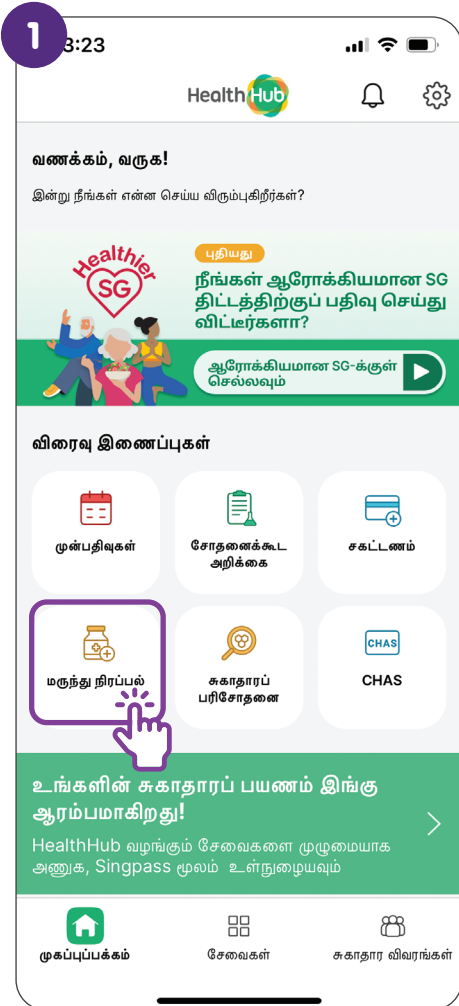 1
3:23
HealthHub
வணக்கம், வருக!
இன்று நீங்கள் என்ன செய்ய விரும்புகிறீர்கள்?
Healthier
SG
புதியது
நீங்கள் ஆரோக்கியமான SG
திட்டத்திற்குப் பதிவு செய்து
விட்டீர்களா?
ஆரோக்கியமான SG-க்குள்
செல்லவும்
விரைவு இணைப்புகள்
முன்பதிவுகள்
சோதனைக்கூட
அறிக்கை
சகட்டணம்
மருந்து நிரப்பல்
சுகாதாரப்
பரிசோதனை
CHAS
CHAS
உங்களின் சுகாதாரப் பயணம் இங்கு
ஆரம்பமாகிறது!
HealthHub வழங்கும் சேவைகளை முழுமையாக
அணுக, Singpass மூலம் உள்நுழையவும்
முகப்புப்பக்கம்
சேவைகள்
சுகாதார விவரங்கள்